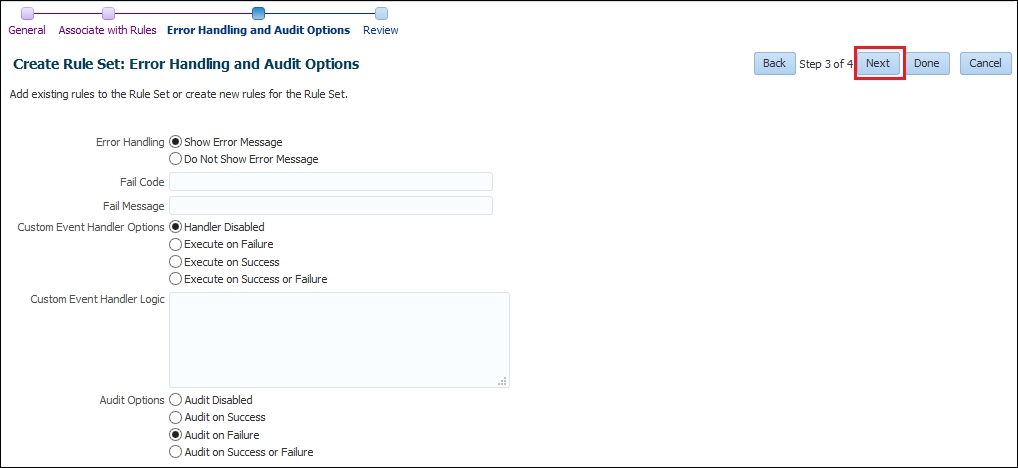 General Associate with Rules Error Handling and Audit Options Review
Create Rule Set: Error Handling and Audit Options Back Step 3 of 4 Next Done Cancel
Add existing rules to the Rule Set or create new rules for the Rule Set.
Error Handling Show Error Message
Do Not Show Error Message
Fail Code
Fail Message
Custom Event Handler Options Handler Disabled
Execute on Failure
Execute on Success
Execute on Success or Failure
Custom Event Handler Logic
Audit Options Audit Disabled
Audit on Success
Audit on Failure
Audit on Success or Failure